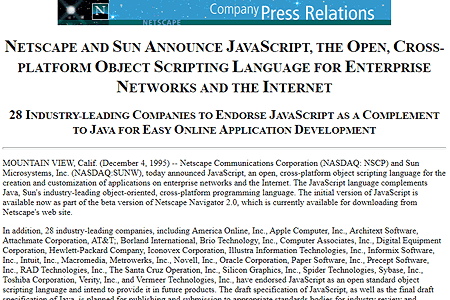 Company Press Relations
NETSCAPE
NETSCAPE AND SUN ANNOUNCE JAVASCRIPT, THE OPEN, CROSS-
PLATFORM OBJECT SCRIPTING LANGUAGE FOR ENTERPRISE
NETWORKS AND THE INTERNET
28 INDUSTRY-LEADING COMPANIES TO ENDORSE JAVASCRIPT AS A COMPLEMENT
TO JAVA FOR EASY ONLINE APPLICATION DEVELOPMENT
MOUNTAIN VIEW, Calif. (December 4, 1995) -- Netscape Communications Corporation (NASDAQ: NSCP) and Sun
Microsystems, Inc. (NASDAQ:SUNW), today announced JavaScript, an open, cross-platform object scripting language for the
creation and customization of applications on enterprise networks and the Internet. The JavaScript language complements
Java, Sun's industry-leading object-oriented, cross-platform programming language. The initial version of JavaScript is
available now as part of the beta version of Netscape Navigator 2.0, which is currently available for downloading from
Netscape's web site.
In addition, 28 industry-leading companies, including America Online, Inc., Apple Computer, Inc., Architext Software,
Attachmate Corporation, AT&T;, Borland International, Brio Technology, Inc., Computer Associates, Inc., Digital Equipment
Corporation, Hewlett-Packard Company, Iconovex Corporation, Illustra Information Technologies, Inc., Informix Software,
Inc., Intuit, Inc., Macromedia, Metrowerks, Inc., Novell, Inc., Oracle Corporation, Paper Software, Inc., Precept Software,
Inc., RAD Technologies, Inc., The Santa Cruz Operation, Inc., Silicon Graphics, Inc., Spider Technologies, Sybase, Inc.,
Toshiba Corporation, Verity, Inc., and Vermeer Technologies, Inc., have endorsed JavaScript as an open standard object
scripting language and intend to provide it in future products. The draft specification of JavaScript, as well as the final draft
specification of Java, is planned for publishing and submission to appropriate standards bodies for industry review and